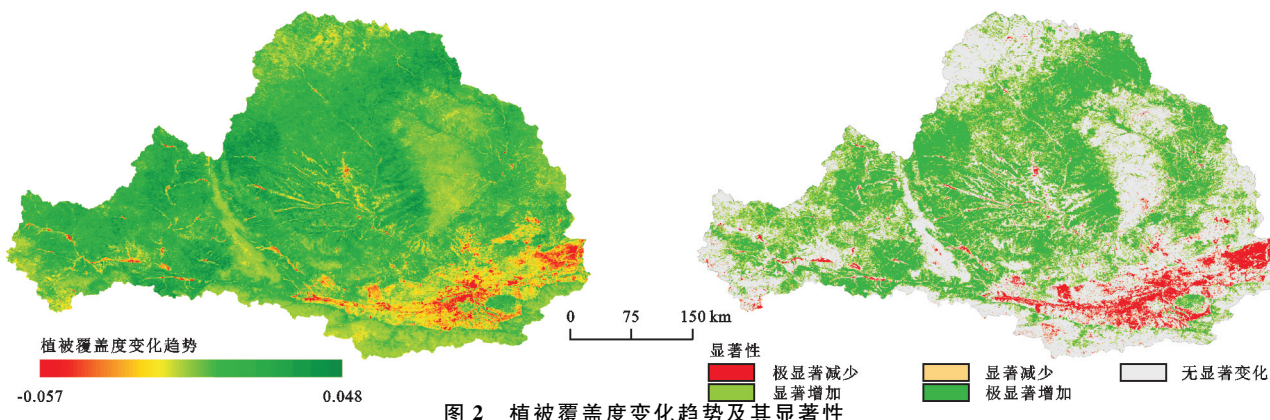 植被覆盖度变化趋势
-0.057 0.048
0 75 150 km
显著性
极显著减少 显著减少 无显著变化
显著增加 极显著增加
图 2 植被覆盖度变化趋势及其显著性